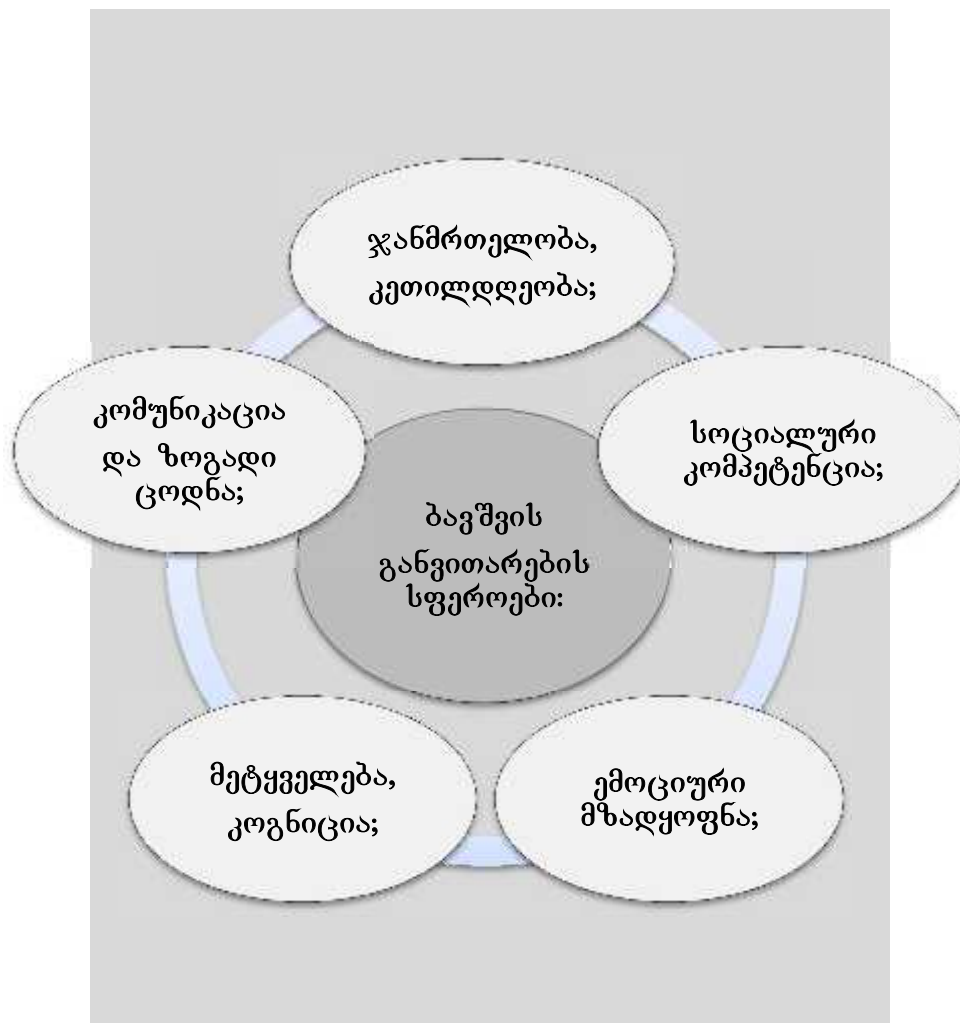 ჯანმრთელობა,
კეთილდღეობა;
კომუნიკაცია
და ზოგადი
ცოდნა;
სოციალური
კომპეტენცია;
ბავშვის
განვითარების
სფეროები:
მეტყველება,
კოგნიცია;
ემოციური
მზადყოფნა;